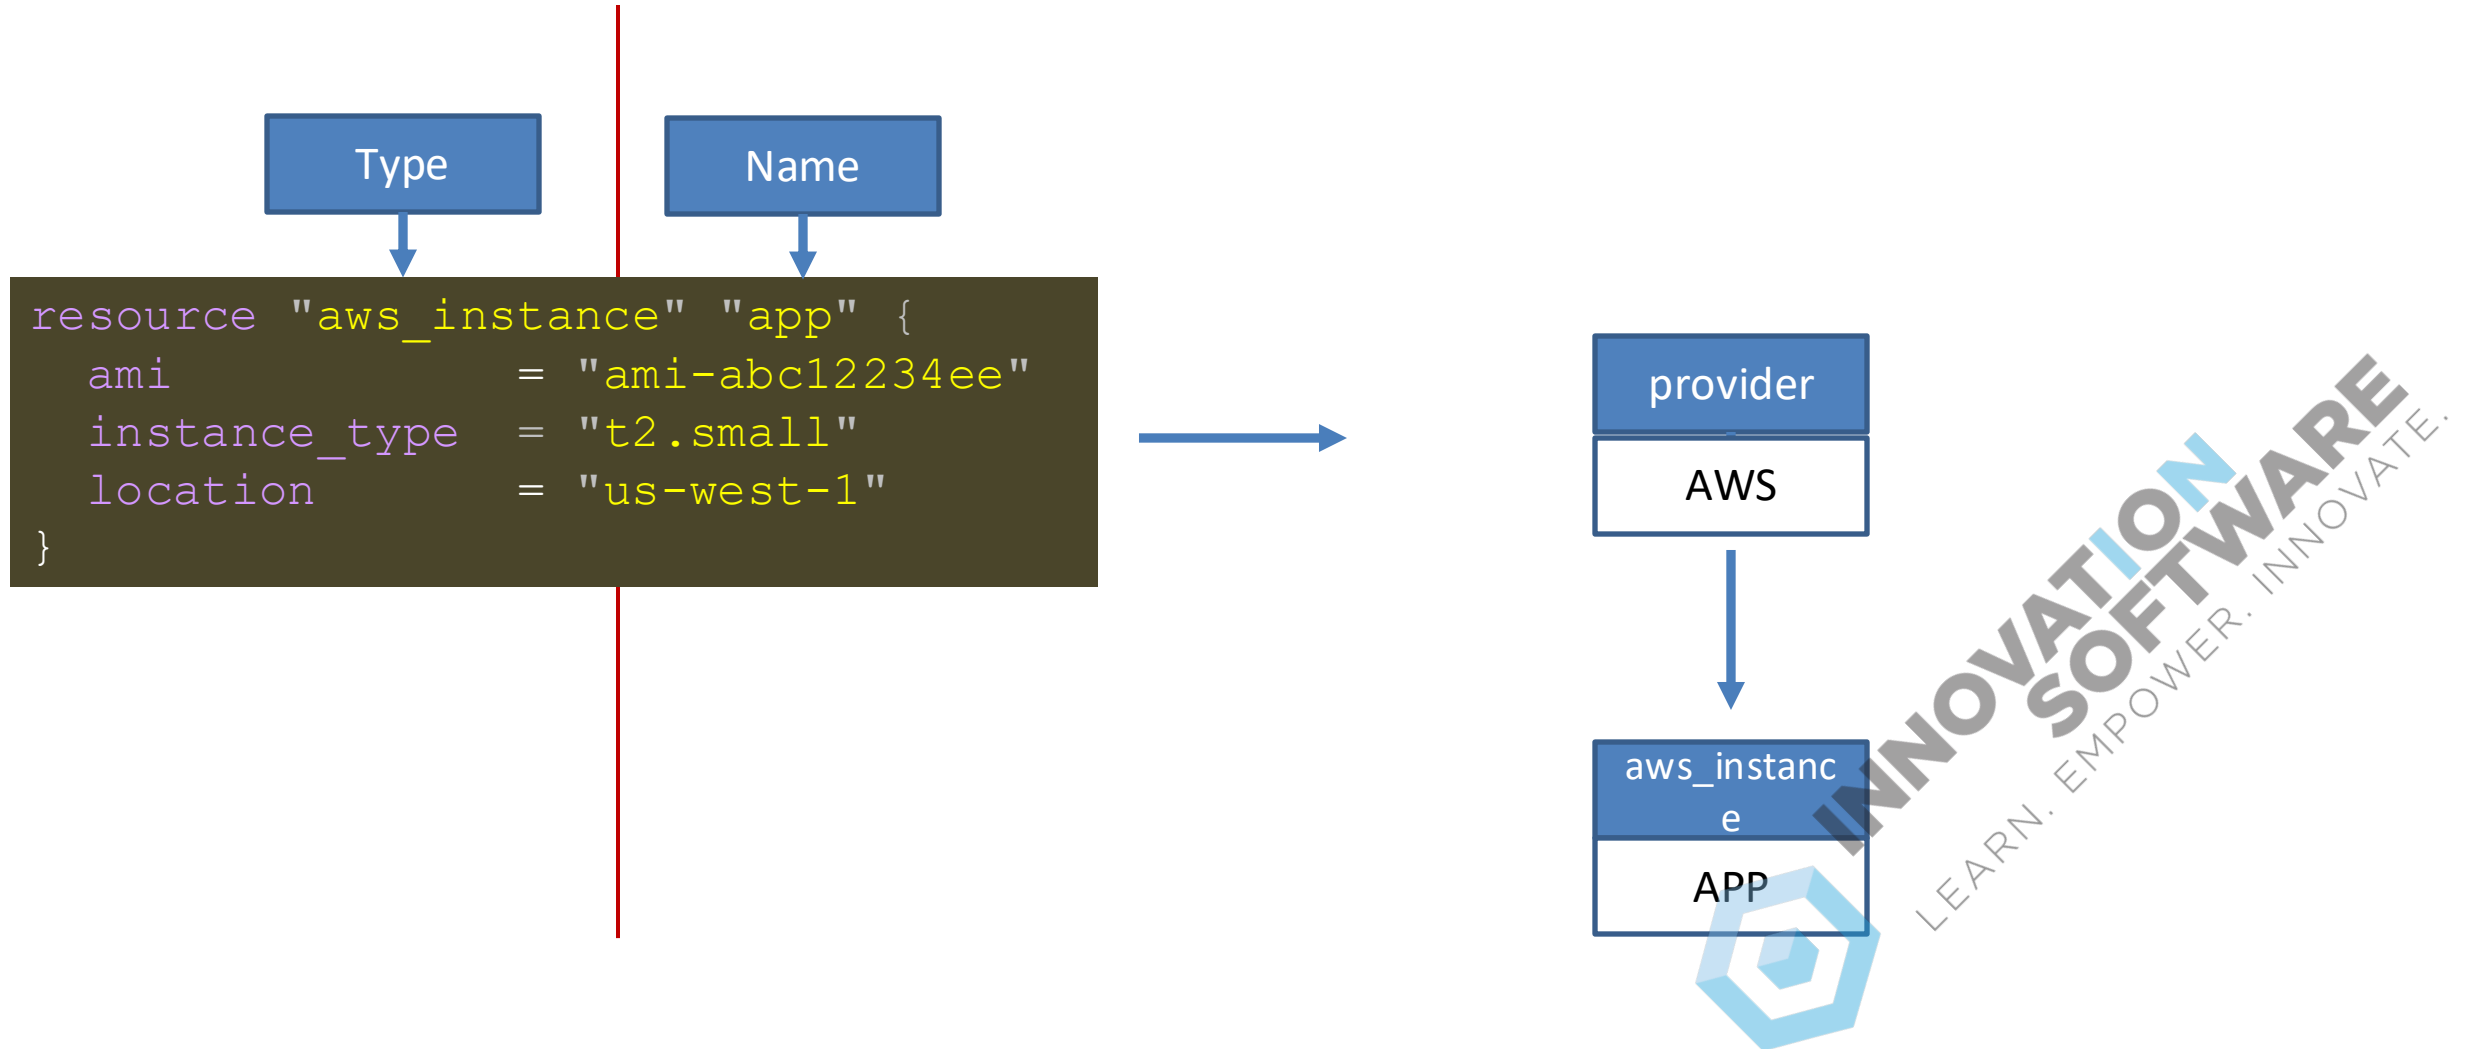 Type
Name
resource "aws_instance" "app" {
  ami            = "ami-abc12234ee"
  instance_type  = "t2.small"
  location       = "us-west-1"
}
provider
AWS
aws_instanc
e
APP
INNOVATION
SOFTWARE
LEARN. EMPOWER. INNOVATE.